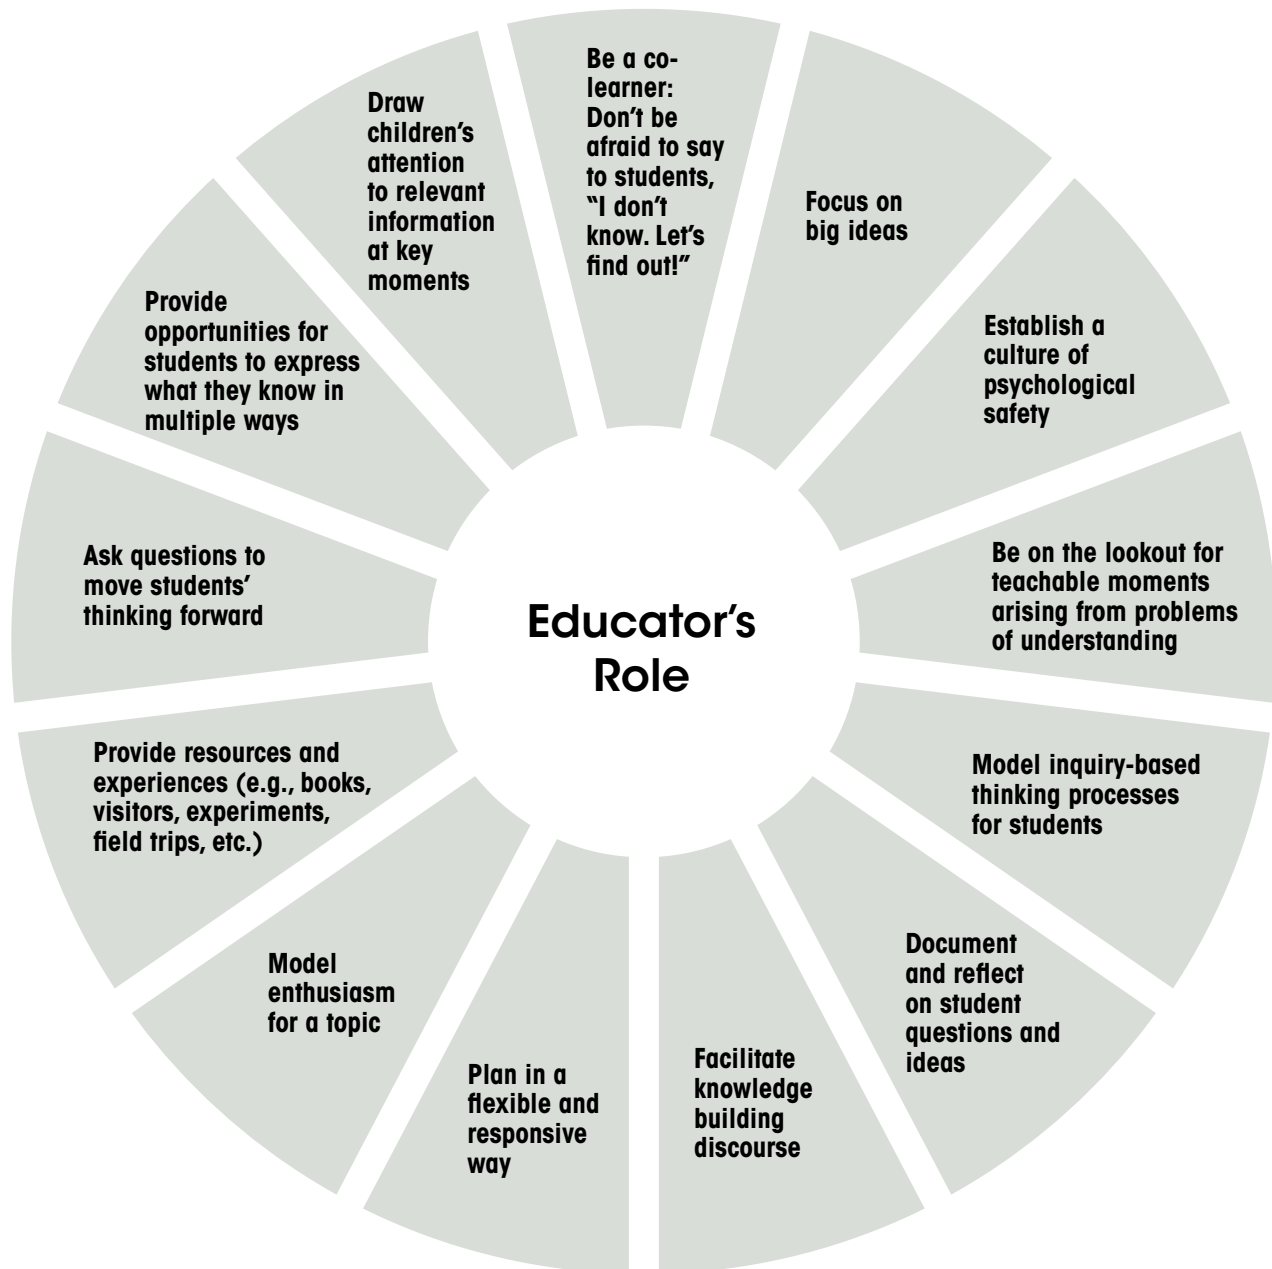 Be a co-
learner:
Don't be
afraid to say
to students,
“I don't
know. Let's
find out!”
Focus on
big ideas
Establish a
culture of
psychological
safety
Be on the lookout for
teachable moments
arising from problems
of understanding
Model inquiry-based
thinking processes
for students
Document
and reflect
on student
questions and
ideas
Facilitate
knowledge
building
discourse
Plan in a
flexible and
responsive
way
Model
enthusiasm
for a topic
Provide resources and
experiences (e.g., books,
visitors, experiments,
field trips, etc.)
Ask questions to
move students'
thinking forward
Provide
opportunities for
students to express
what they know in
multiple ways
Draw
children's
attention
to relevant
information
at key
moments
Educator's
Role